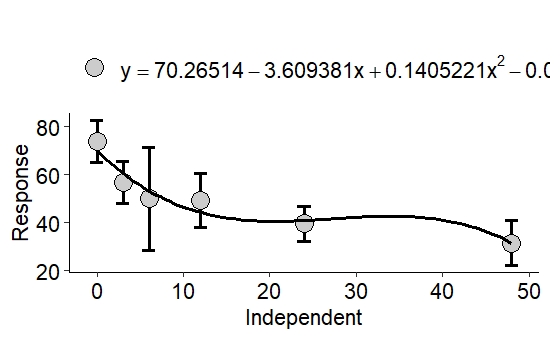 y = 70.26514 − 3.609381x + 0.1405221x² − 0.0
80
60
40
20
Response
0 10 20 30 40 50
Independent